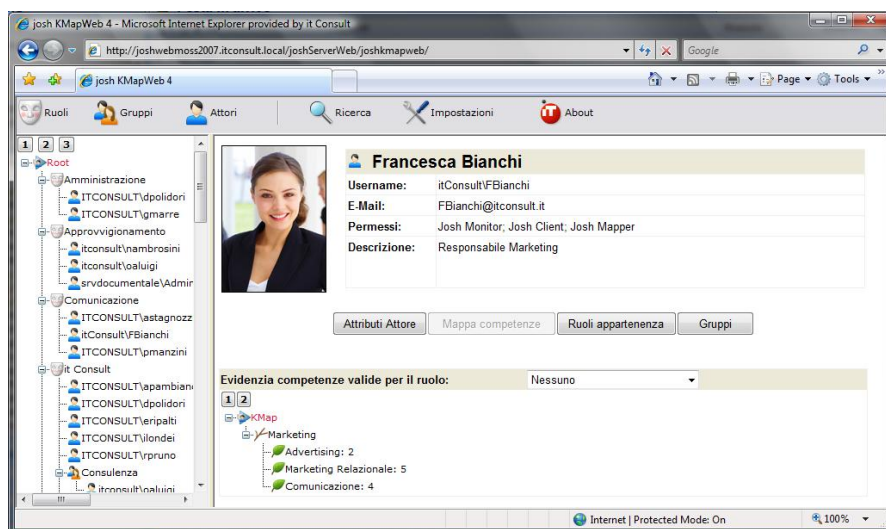 josh KMapWeb 4 - Microsoft Internet Explorer provided by it Consult
http://joshwebmoss2007.itconsult.local/joshServerWeb/joshkmapweb/
Google
josh KMapWeb 4
Page
Tools
Ruoli
Gruppi
Attori
Ricerca
Impostazioni
About
1 2 3
Root
Amministrazione
ITCONSULT\dpolidori
ITCONSULT\gmarre
Approvvigionamento
itconsult\nambrosini
itconsult\oaluigi
srvdocumentale\Admir
Comunicazione
ITCONSULT\astagnozz
itConsult\FBianchi
ITCONSULT\pmanzini
it Consult
ITCONSULT\apambian
ITCONSULT\dpolidori
ITCONSULT\eripalti
ITCONSULT\ilondei
ITCONSULT\rpruno
Consulenza
itconsult\oaluigi
Francesca Bianchi
Username: itConsult\FBianchi
E-Mail: FBianchi@itconsult.it
Permessi: Josh Monitor; Josh Client; Josh Mapper
Descrizione: Responsabile Marketing
Attributi Attore
Mappa competenze
Ruoli appartenenza
Gruppi
Evidenzia competenze valide per il ruolo: Nessuno
1 2
KMap
Marketing
Advertising: 2
Marketing Relazionale: 5
Comunicazione: 4
Internet | Protected Mode: On
100%